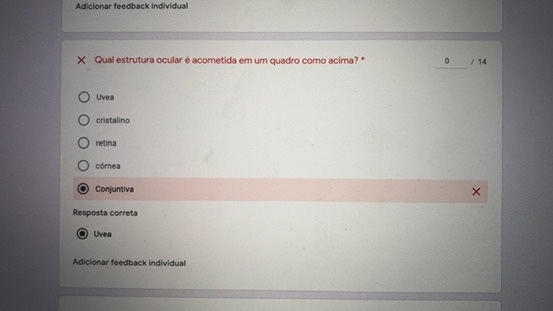 Adicionar feedback individual
Qual estrutura ocular é acometida em um quadro como acima? *
0 / 14
Uvea
cristalino
retina
córnea
Conjuntiva
Resposta correta
Uvea
Adicionar feedback individual